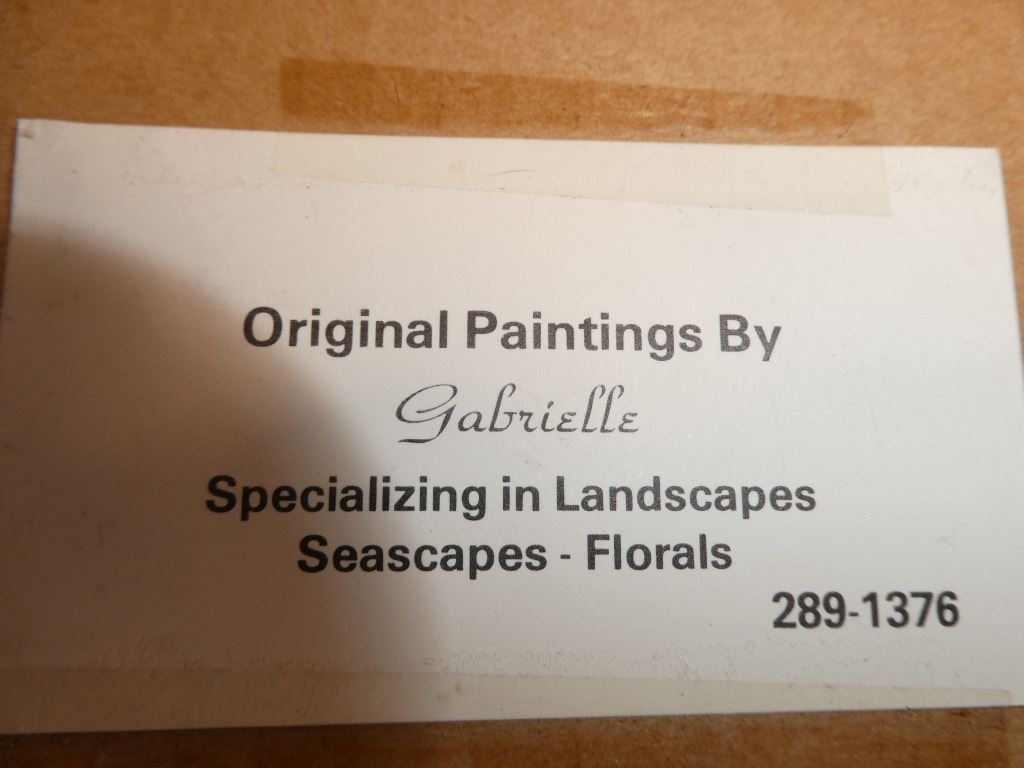 Original Paintings By
Gabrielle
Specializing in Landscapes
Seascapes - Florals
289-1376